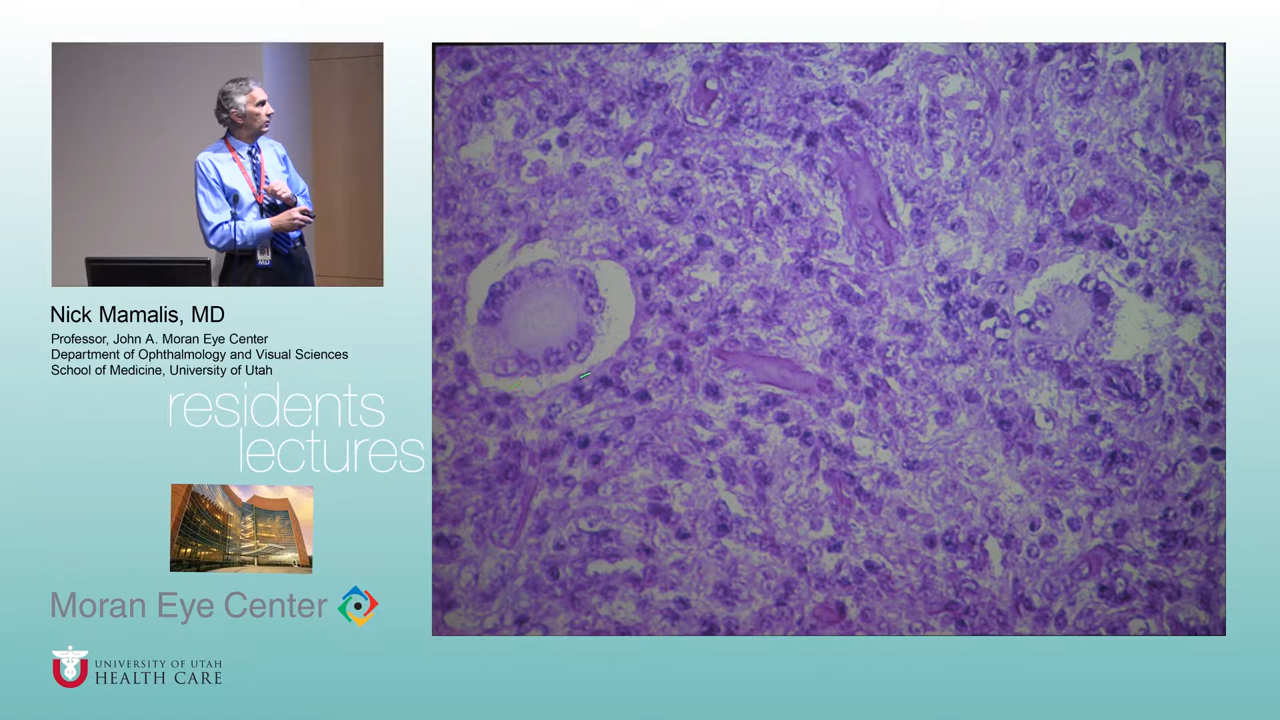 Nick Mamalis, MD
Professor, John A. Moran Eye Center
Department of Ophthalmology and Visual Sciences
School of Medicine, University of Utah
residents
lectures
Moran Eye Center
UNIVERSITY OF UTAH
HEALTH CARE